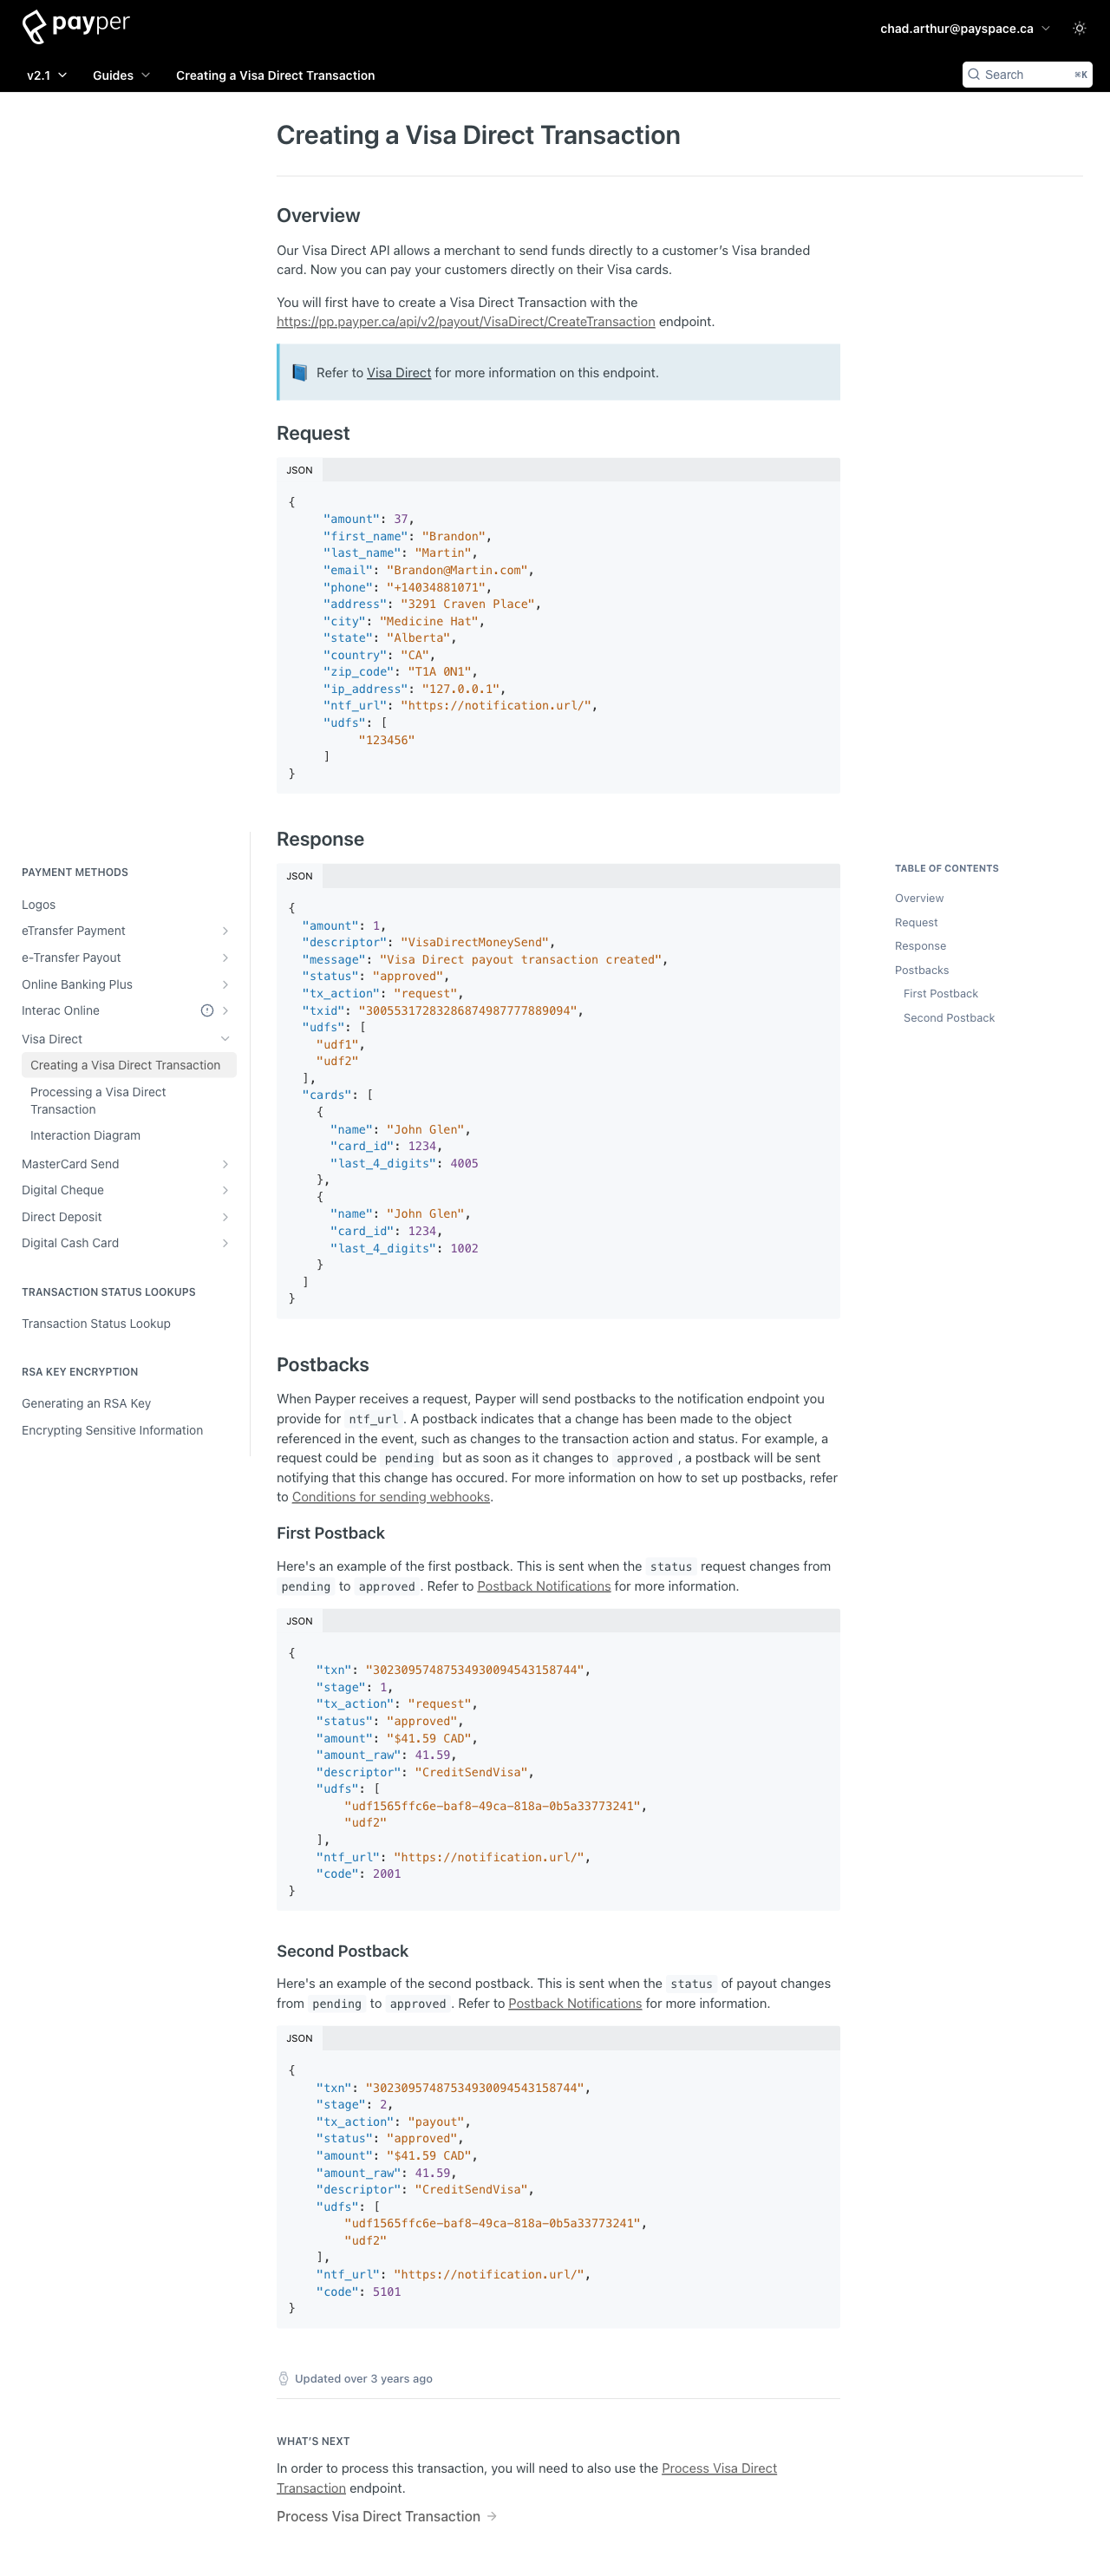 payper
chad.arthur@payspace.ca
v2.1
Guides
Creating a Visa Direct Transaction
Search
⌘K
Creating a Visa Direct Transaction
Overview
Our Visa Direct API allows a merchant to send funds directly to a customer’s Visa branded
card. Now you can pay your customers directly on their Visa cards.
You will first have to create a Visa Direct Transaction with the
https://pp.payper.ca/api/v2/payout/VisaDirect/CreateTransaction endpoint.
Refer to Visa Direct for more information on this endpoint.
Request
JSON
{
"amount": 37,
"first_name": "Brandon",
"last_name": "Martin",
"email": "Brandon@Martin.com",
"phone": "+14034881071",
"address": "3291 Craven Place",
"city": "Medicine Hat",
"state": "Alberta",
"country": "CA",
"zip_code": "T1A 0N1",
"ip_address": "127.0.0.1",
"ntf_url": "https://notification.url/",
"udfs": [
"123456"
]
}
PAYMENT METHODS
Logos
eTransfer Payment
e-Transfer Payout
Online Banking Plus
Interac Online
Visa Direct
Creating a Visa Direct Transaction
Processing a Visa Direct
Transaction
Interaction Diagram
MasterCard Send
Digital Cheque
Direct Deposit
Digital Cash Card
TRANSACTION STATUS LOOKUPS
Transaction Status Lookup
RSA KEY ENCRYPTION
Generating an RSA Key
Encrypting Sensitive Information
Response
JSON
{
"amount": 1,
"descriptor": "VisaDirectMoneySend",
"message": "Visa Direct payout transaction created",
"status": "approved",
"tx_action": "request",
"txid": "30055317283286874987777889094",
"udfs": [
"udf1",
"udf2"
],
"cards": [
{
"name": "John Glen",
"card_id": 1234,
"last_4_digits": 4005
},
{
"name": "John Glen",
"card_id": 1234,
"last_4_digits": 1002
}
]
}
TABLE OF CONTENTS
Overview
Request
Response
Postbacks
First Postback
Second Postback
Postbacks
When Payper receives a request, Payper will send postbacks to the notification endpoint you
provide for ntf_url . A postback indicates that a change has been made to the object
referenced in the event, such as changes to the transaction action and status. For example, a
request could be pending but as soon as it changes to approved , a postback will be sent
notifying that this change has occured. For more information on how to set up postbacks, refer
to Conditions for sending webhooks.
First Postback
Here's an example of the first postback. This is sent when the status request changes from
pending to approved . Refer to Postback Notifications for more information.
JSON
{
"txn": "30230957487534930094543158744",
"stage": 1,
"tx_action": "request",
"status": "approved",
"amount": "$41.59 CAD",
"amount_raw": 41.59,
"descriptor": "CreditSendVisa",
"udfs": [
"udf1565ffc6e-baf8-49ca-818a-0b5a33773241",
"udf2"
],
"ntf_url": "https://notification.url/",
"code": 2001
}
Second Postback
Here's an example of the second postback. This is sent when the status of payout changes
from pending to approved . Refer to Postback Notifications for more information.
JSON
{
"txn": "30230957487534930094543158744",
"stage": 2,
"tx_action": "payout",
"status": "approved",
"amount": "$41.59 CAD",
"amount_raw": 41.59,
"descriptor": "CreditSendVisa",
"udfs": [
"udf1565ffc6e-baf8-49ca-818a-0b5a33773241",
"udf2"
],
"ntf_url": "https://notification.url/",
"code": 5101
}
Updated over 3 years ago
WHAT’S NEXT
In order to process this transaction, you will need to also use the Process Visa Direct
Transaction endpoint.
Process Visa Direct Transaction →